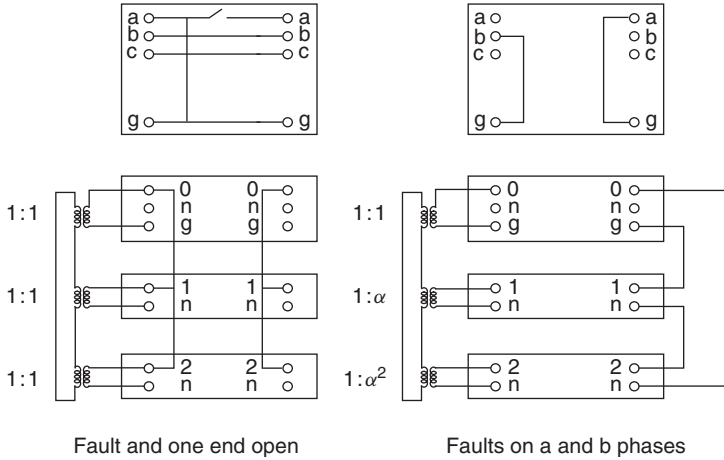 a a
b b
c c
g g
a a
b b
c c
g g
1:1
0 0
n n
g g
1:1
1 1
n n
1:1
2 2
n n
Fault and one end open
1:1
0 0
n n
g g
1:α
1 1
n n
1:α²
2 2
n n
Faults on a and b phases